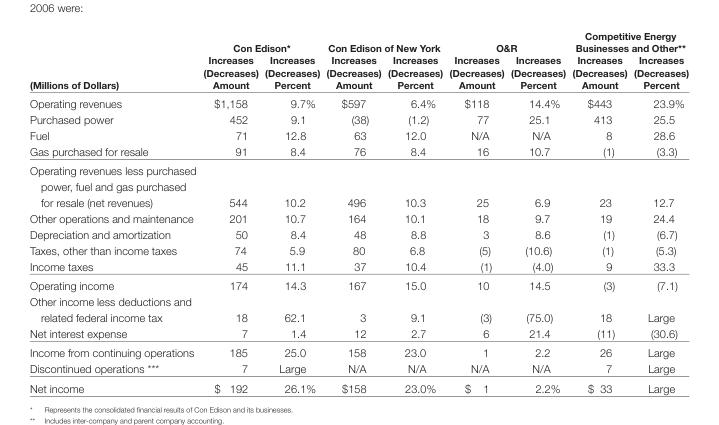 2006 were:
Competitive Energy
Con Edison* Con Edison of New York O&R Businesses and Other**
Increases Increases Increases Increases Increases Increases Increases Increases
(Decreases) (Decreases) (Decreases) (Decreases) (Decreases) (Decreases) (Decreases) (Decreases)
(Millions of Dollars) Amount Percent Amount Percent Amount Percent Amount Percent
Operating revenues $1,158 9.7% $597 6.4% $118 14.4% $443 23.9%
Purchased power 452 9.1 (38) (1.2) 77 25.1 413 25.5
Fuel 71 12.8 63 12.0 N/A N/A 8 28.6
Gas purchased for resale 91 8.4 76 8.4 16 10.7 (1) (3.3)
Operating revenues less purchased
power, fuel and gas purchased
for resale (net revenues) 544 10.2 496 10.3 25 6.9 23 12.7
Other operations and maintenance 201 10.7 164 10.1 18 9.7 19 24.4
Depreciation and amortization 50 8.4 48 8.8 3 8.6 (1) (6.7)
Taxes, other than income taxes 74 5.9 80 6.8 (5) (10.6) (1) (5.3)
Income taxes 45 11.1 37 10.4 (1) (4.0) 9 33.3
Operating income 174 14.3 167 15.0 10 14.5 (3) (7.1)
Other income less deductions and
related federal income tax 18 62.1 3 9.1 (3) (75.0) 18 Large
Net interest expense 7 1.4 12 2.7 6 21.4 (11) (30.6)
Income from continuing operations 185 25.0 158 23.0 1 2.2 26 Large
Discontinued operations *** 7 Large N/A N/A N/A N/A 7 Large
Net income $ 192 26.1% $158 23.0% $ 1 2.2% $ 33 Large
* Represents the consolidated financial results of Con Edison and its businesses.
** Includes inter-company and parent company accounting.